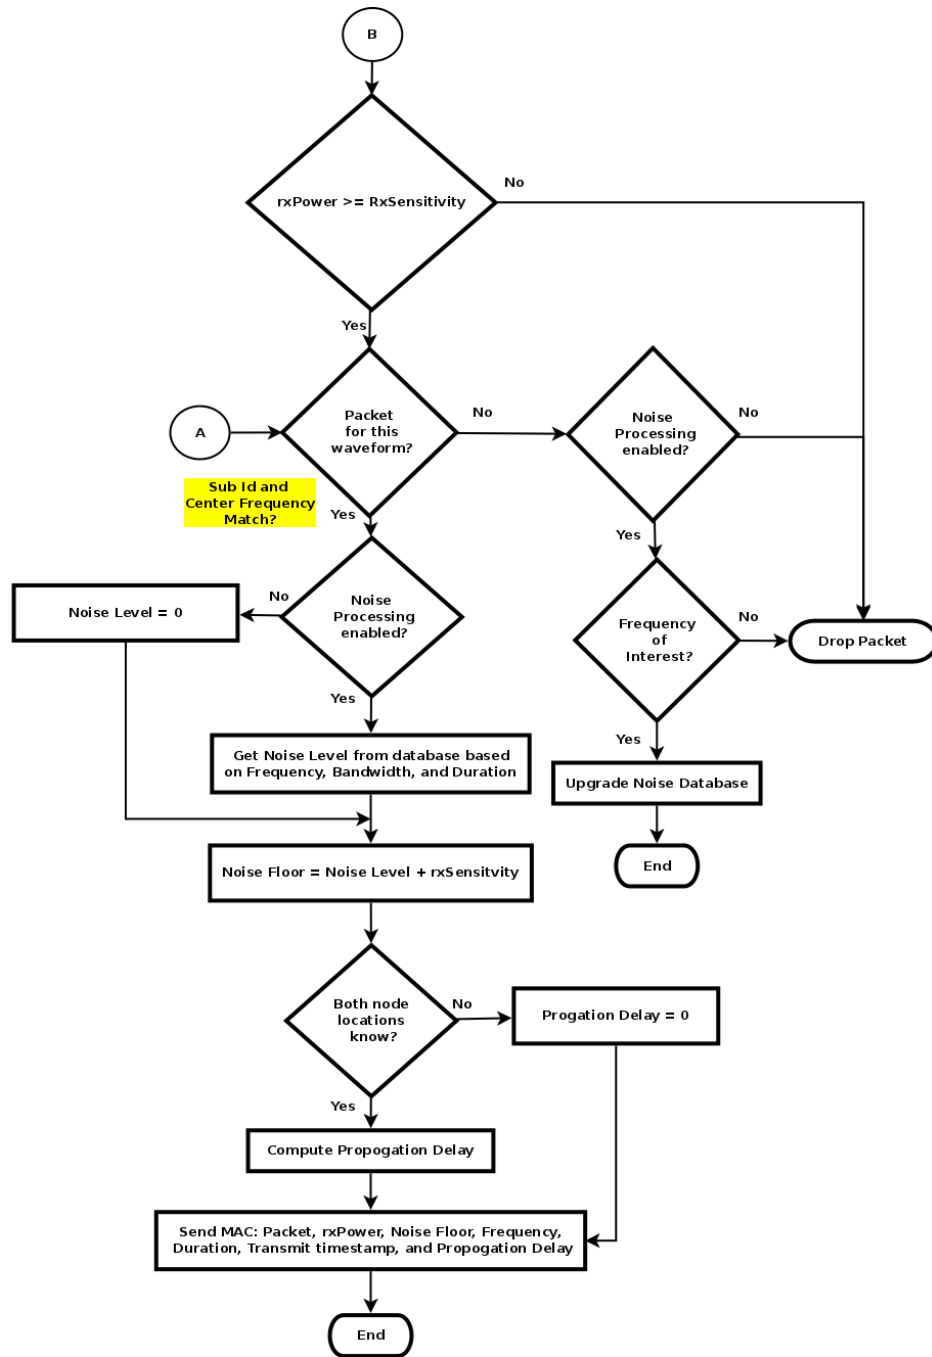 B
rxPower >= RxSensitivity
No
Yes
A
Packet
for this
waveform?
No
Noise
Processing
enabled?
No
Sub Id and
Center Frequency
Match?
Yes
Yes
Noise Level = 0
No
Noise
Processing
enabled?
Frequency
of
Interest?
No
Drop Packet
Yes
Yes
Get Noise Level from database based
on Frequency, Bandwidth, and Duration
Upgrade Noise Database
Noise Floor = Noise Level + rxSensitvity
End
Both node
locations
know?
No
Progation Delay = 0
Yes
Compute Propogation Delay
Send MAC: Packet, rxPower, Noise Floor, Frequency,
Duration, Transmit timestamp, and Propogation Delay
End